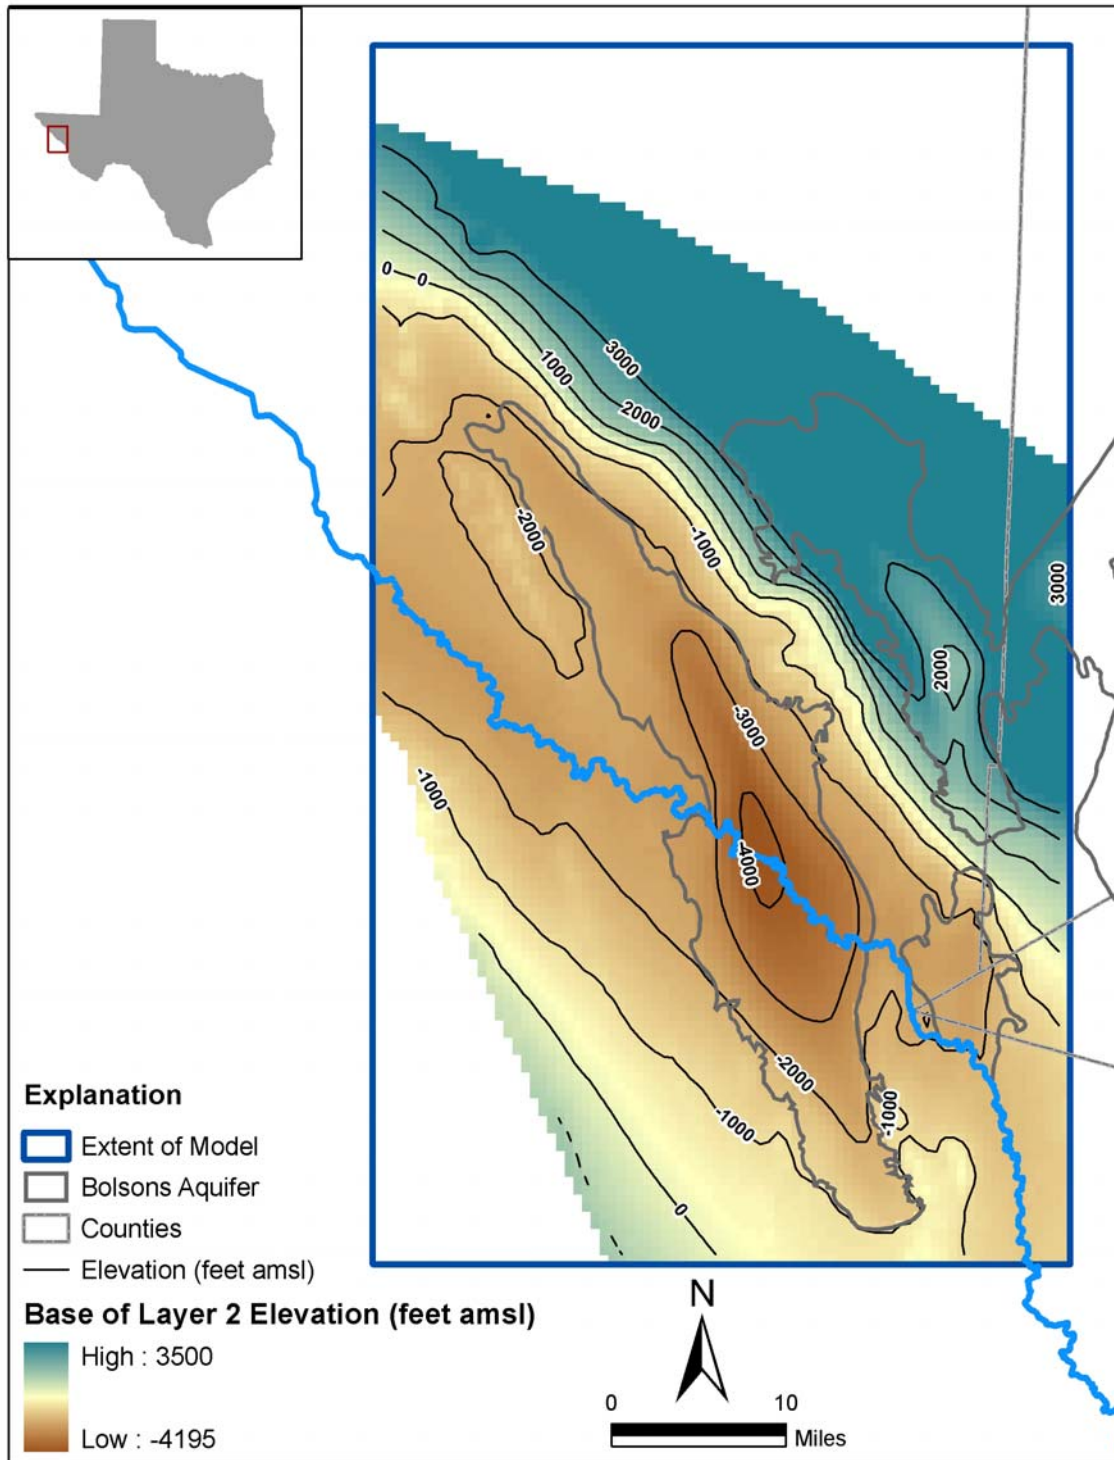 0
0
1000
3000
2000
-2000
-1000
3000
2000
-3000
-1000
-4000
-2000
-1000
-1000
0
Explanation
Extent of Model
Bolsons Aquifer
Counties
Elevation (feet amsl)
Base of Layer 2 Elevation (feet amsl)
High : 3500
Low : -4195
N
0 10
Miles